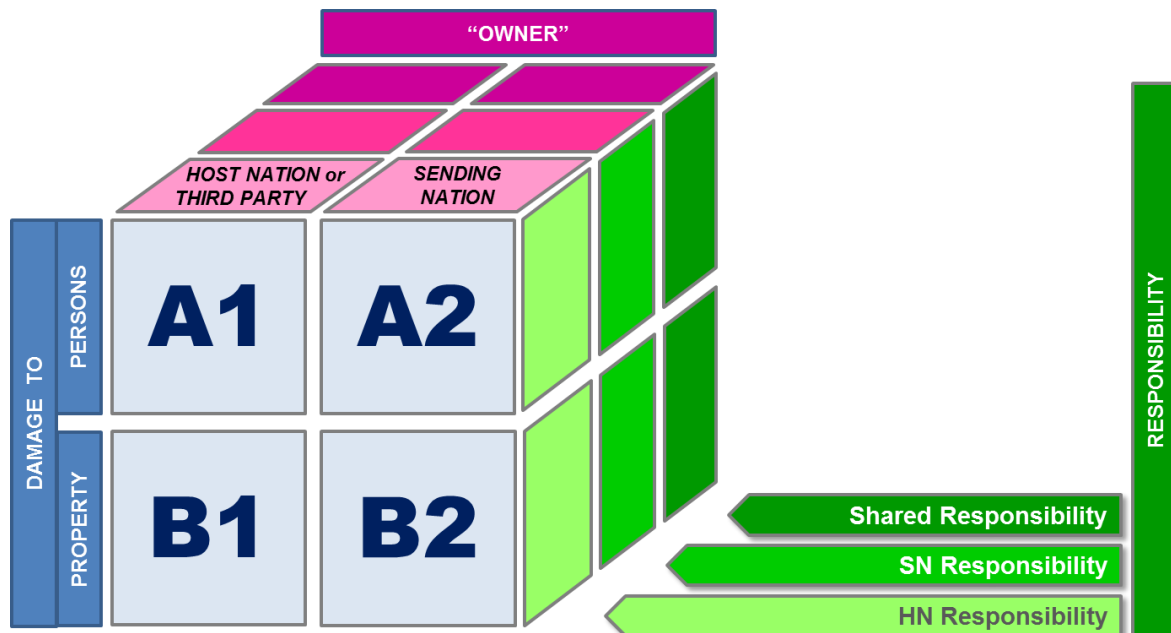 “OWNER”
HOST NATION or
THIRD PARTY
SENDING
NATION
DAMAGE TO
PERSONS
PROPERTY
A1
A2
B1
B2
RESPONSIBILITY
Shared Responsibility
SN Responsibility
HN Responsibility